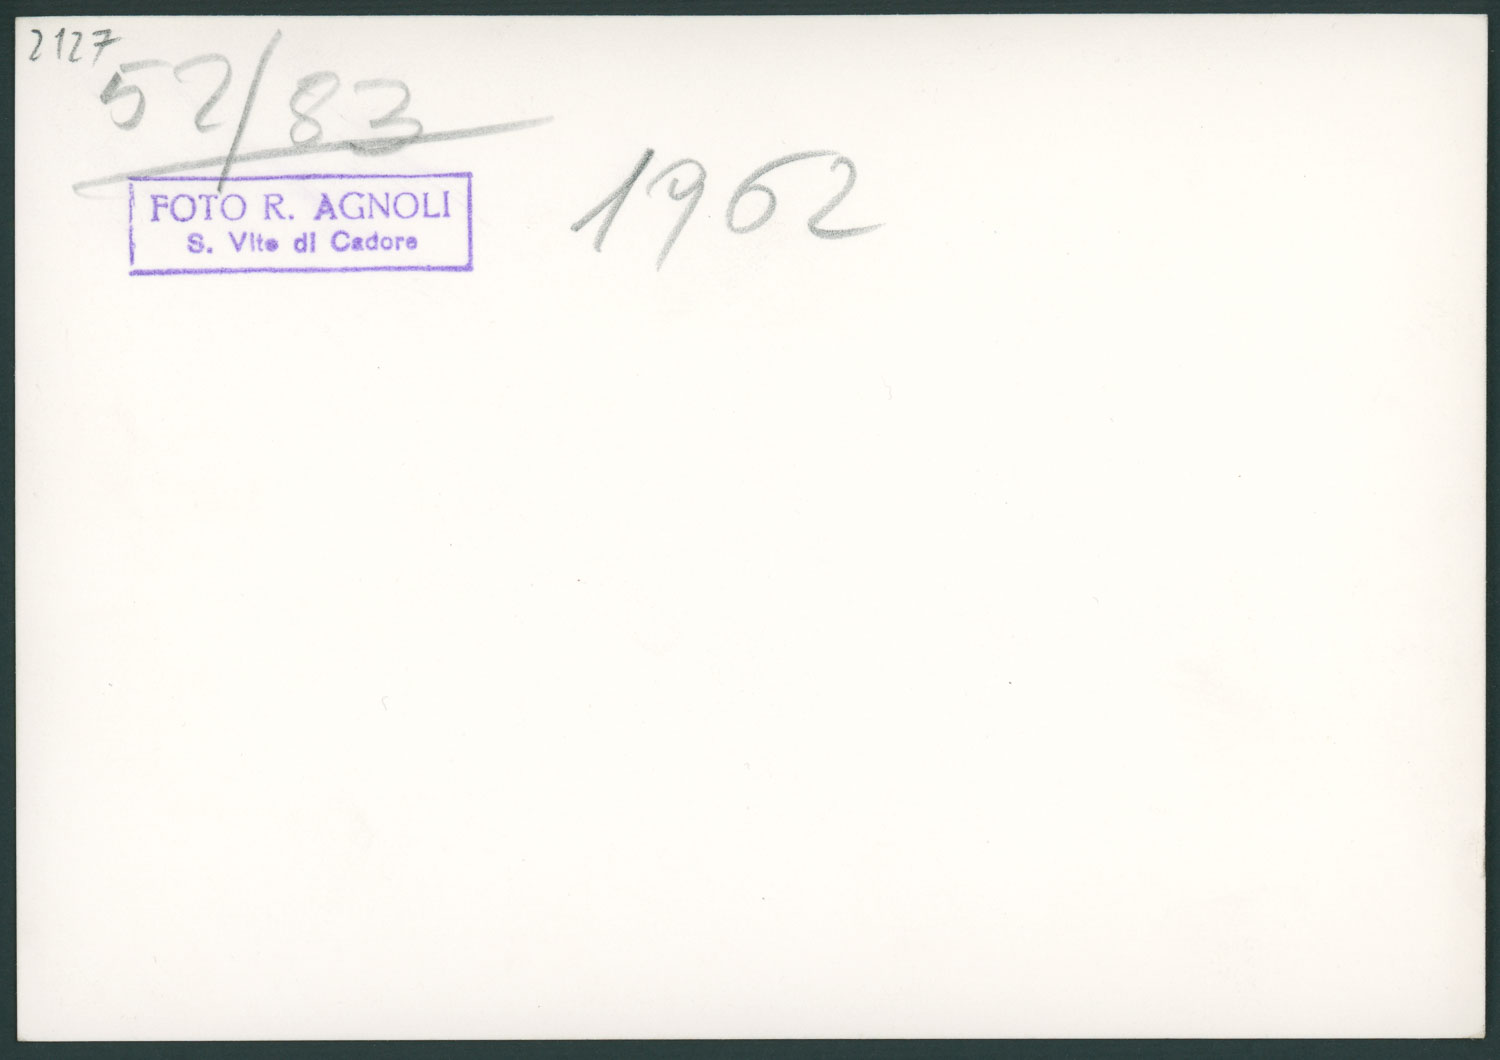 2127
52/83
1962
FOTO R. AGNOLI
S. Vito di Cadore